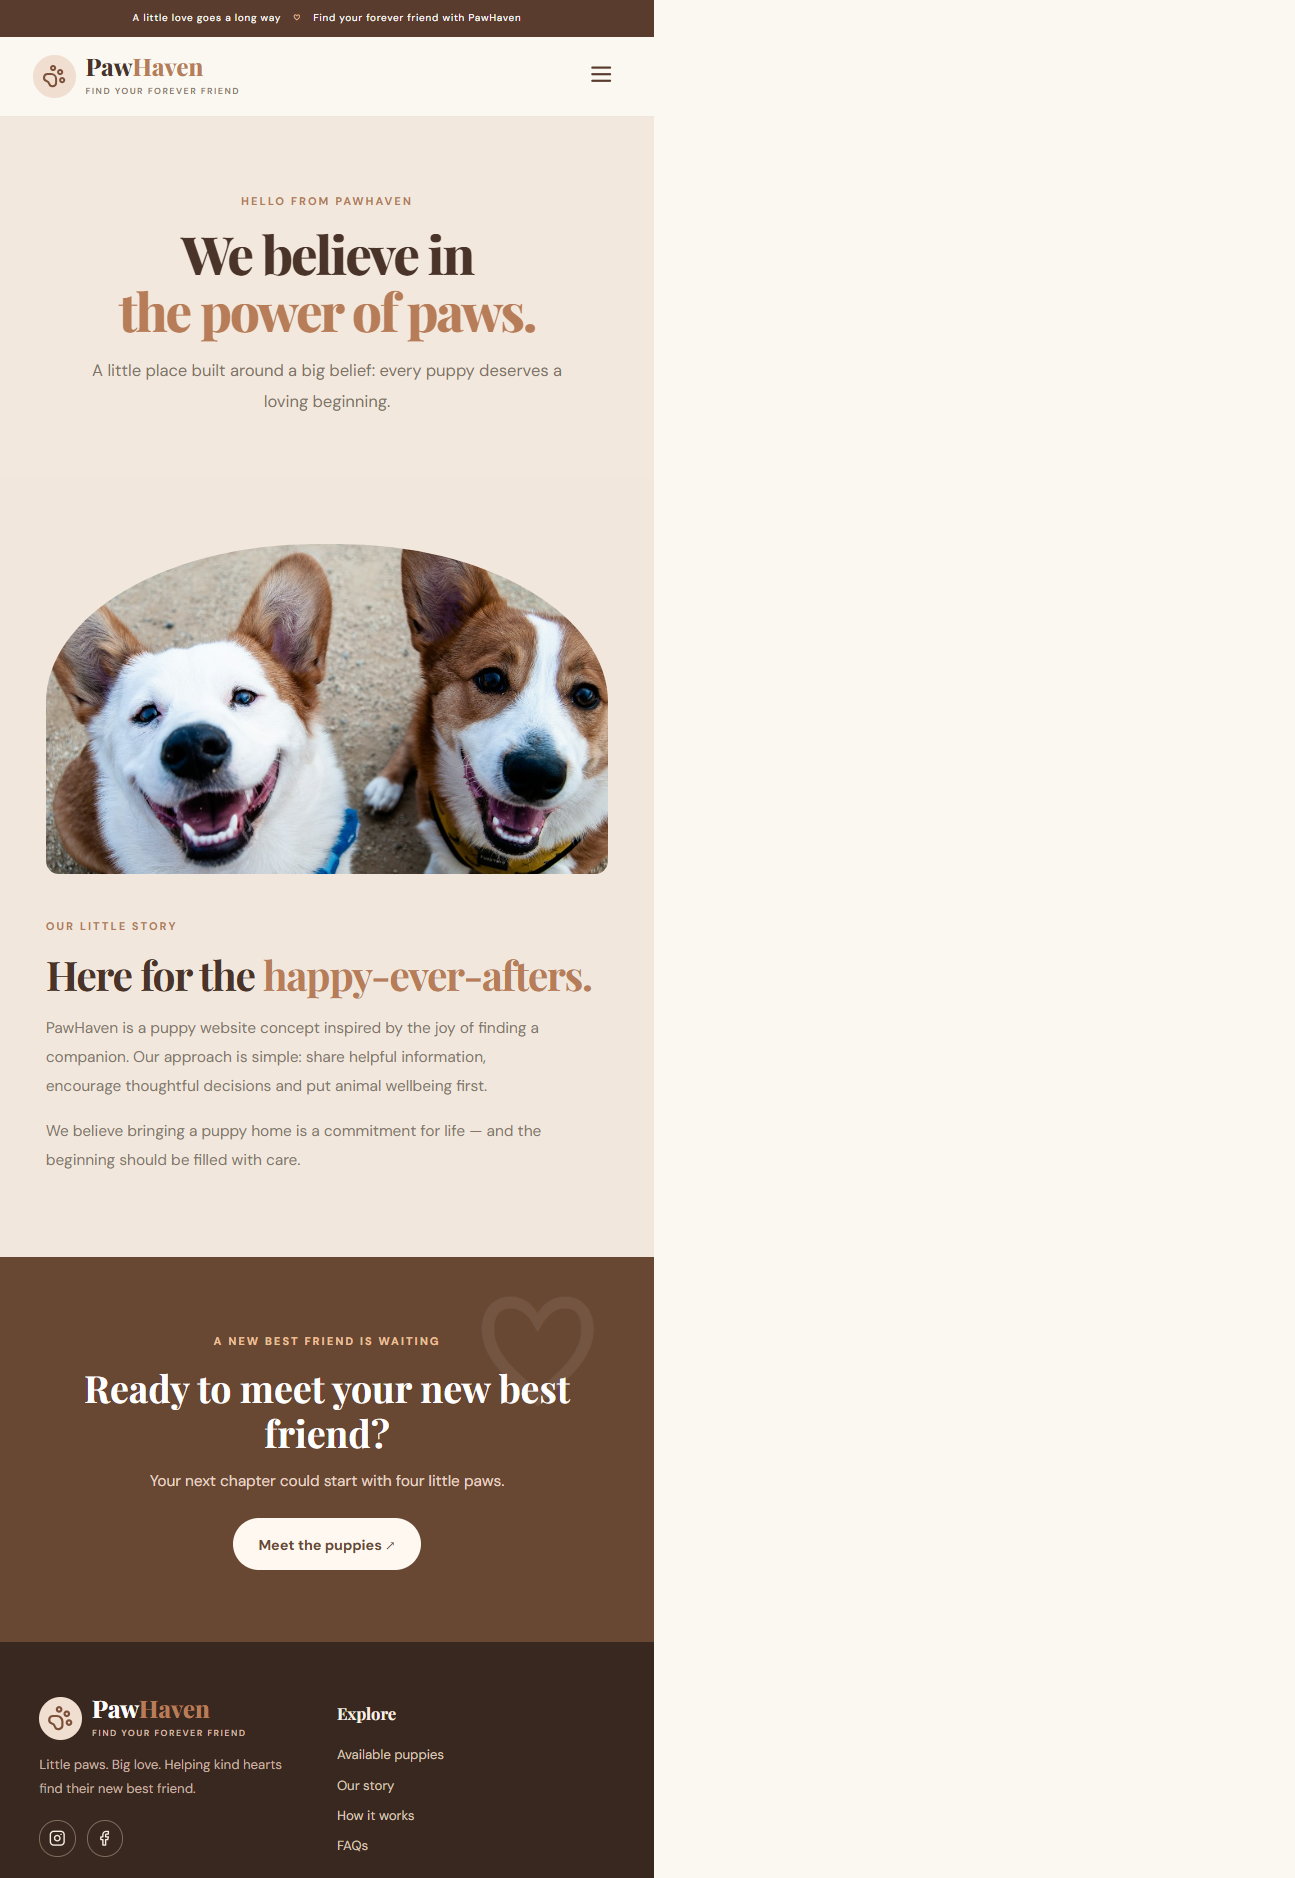 A little love goes a long way ♡ Find your forever friend with PawHaven
PawHaven
FIND YOUR FOREVER FRIEND
HELLO FROM PAWHAVEN
We believe in
the power of paws.
A little place built around a big belief: every puppy deserves a
loving beginning.
OUR LITTLE STORY
Here for the happy-ever-afters.
PawHaven is a puppy website concept inspired by the joy of finding a
companion. Our approach is simple: share helpful information,
encourage thoughtful decisions and put animal wellbeing first.
We believe bringing a puppy home is a commitment for life — and the
beginning should be filled with care.
A NEW BEST FRIEND IS WAITING
Ready to meet your new best
friend?
Your next chapter could start with four little paws.
Meet the puppies ↗
PawHaven
FIND YOUR FOREVER FRIEND
Little paws. Big love. Helping kind hearts
find their new best friend.
Explore
Available puppies
Our story
How it works
FAQs